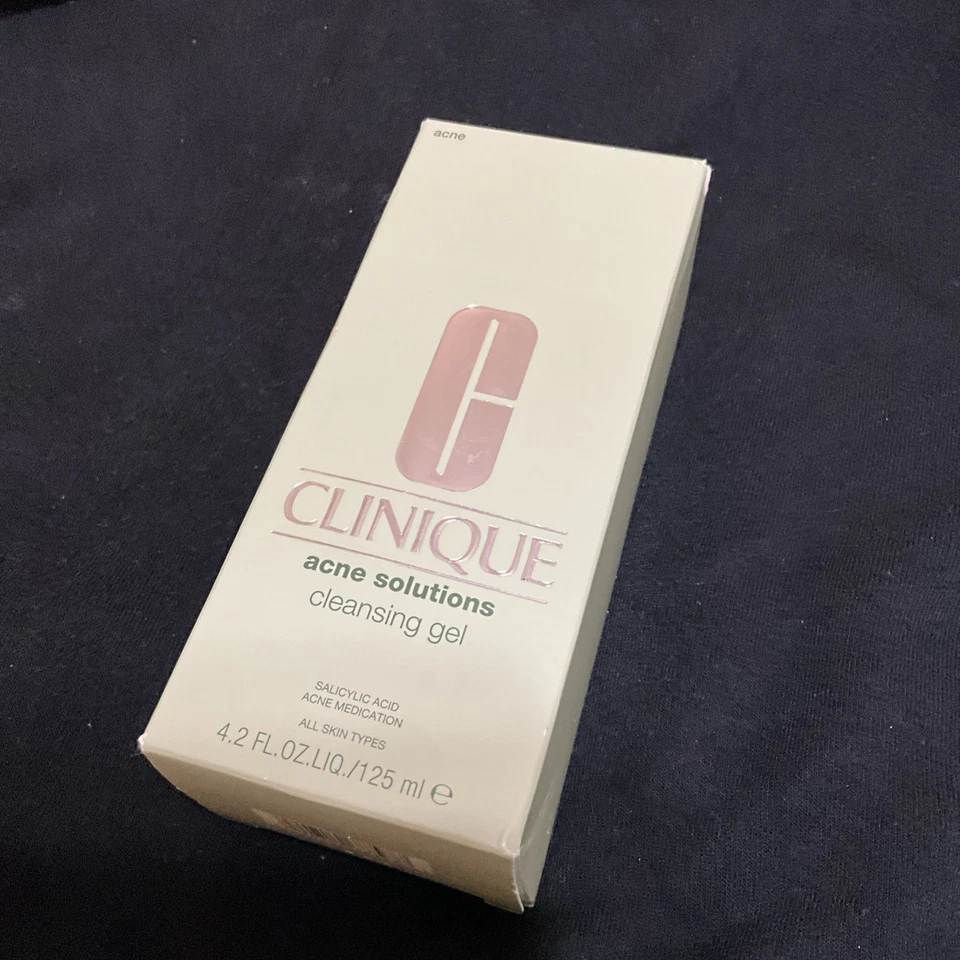 acne
CLINIQUE
acne solutions
cleansing gel
SALICYLIC ACID
ACNE MEDICATION
ALL SKIN TYPES
4.2 FL.OZ.LIQ./125 ml ℮